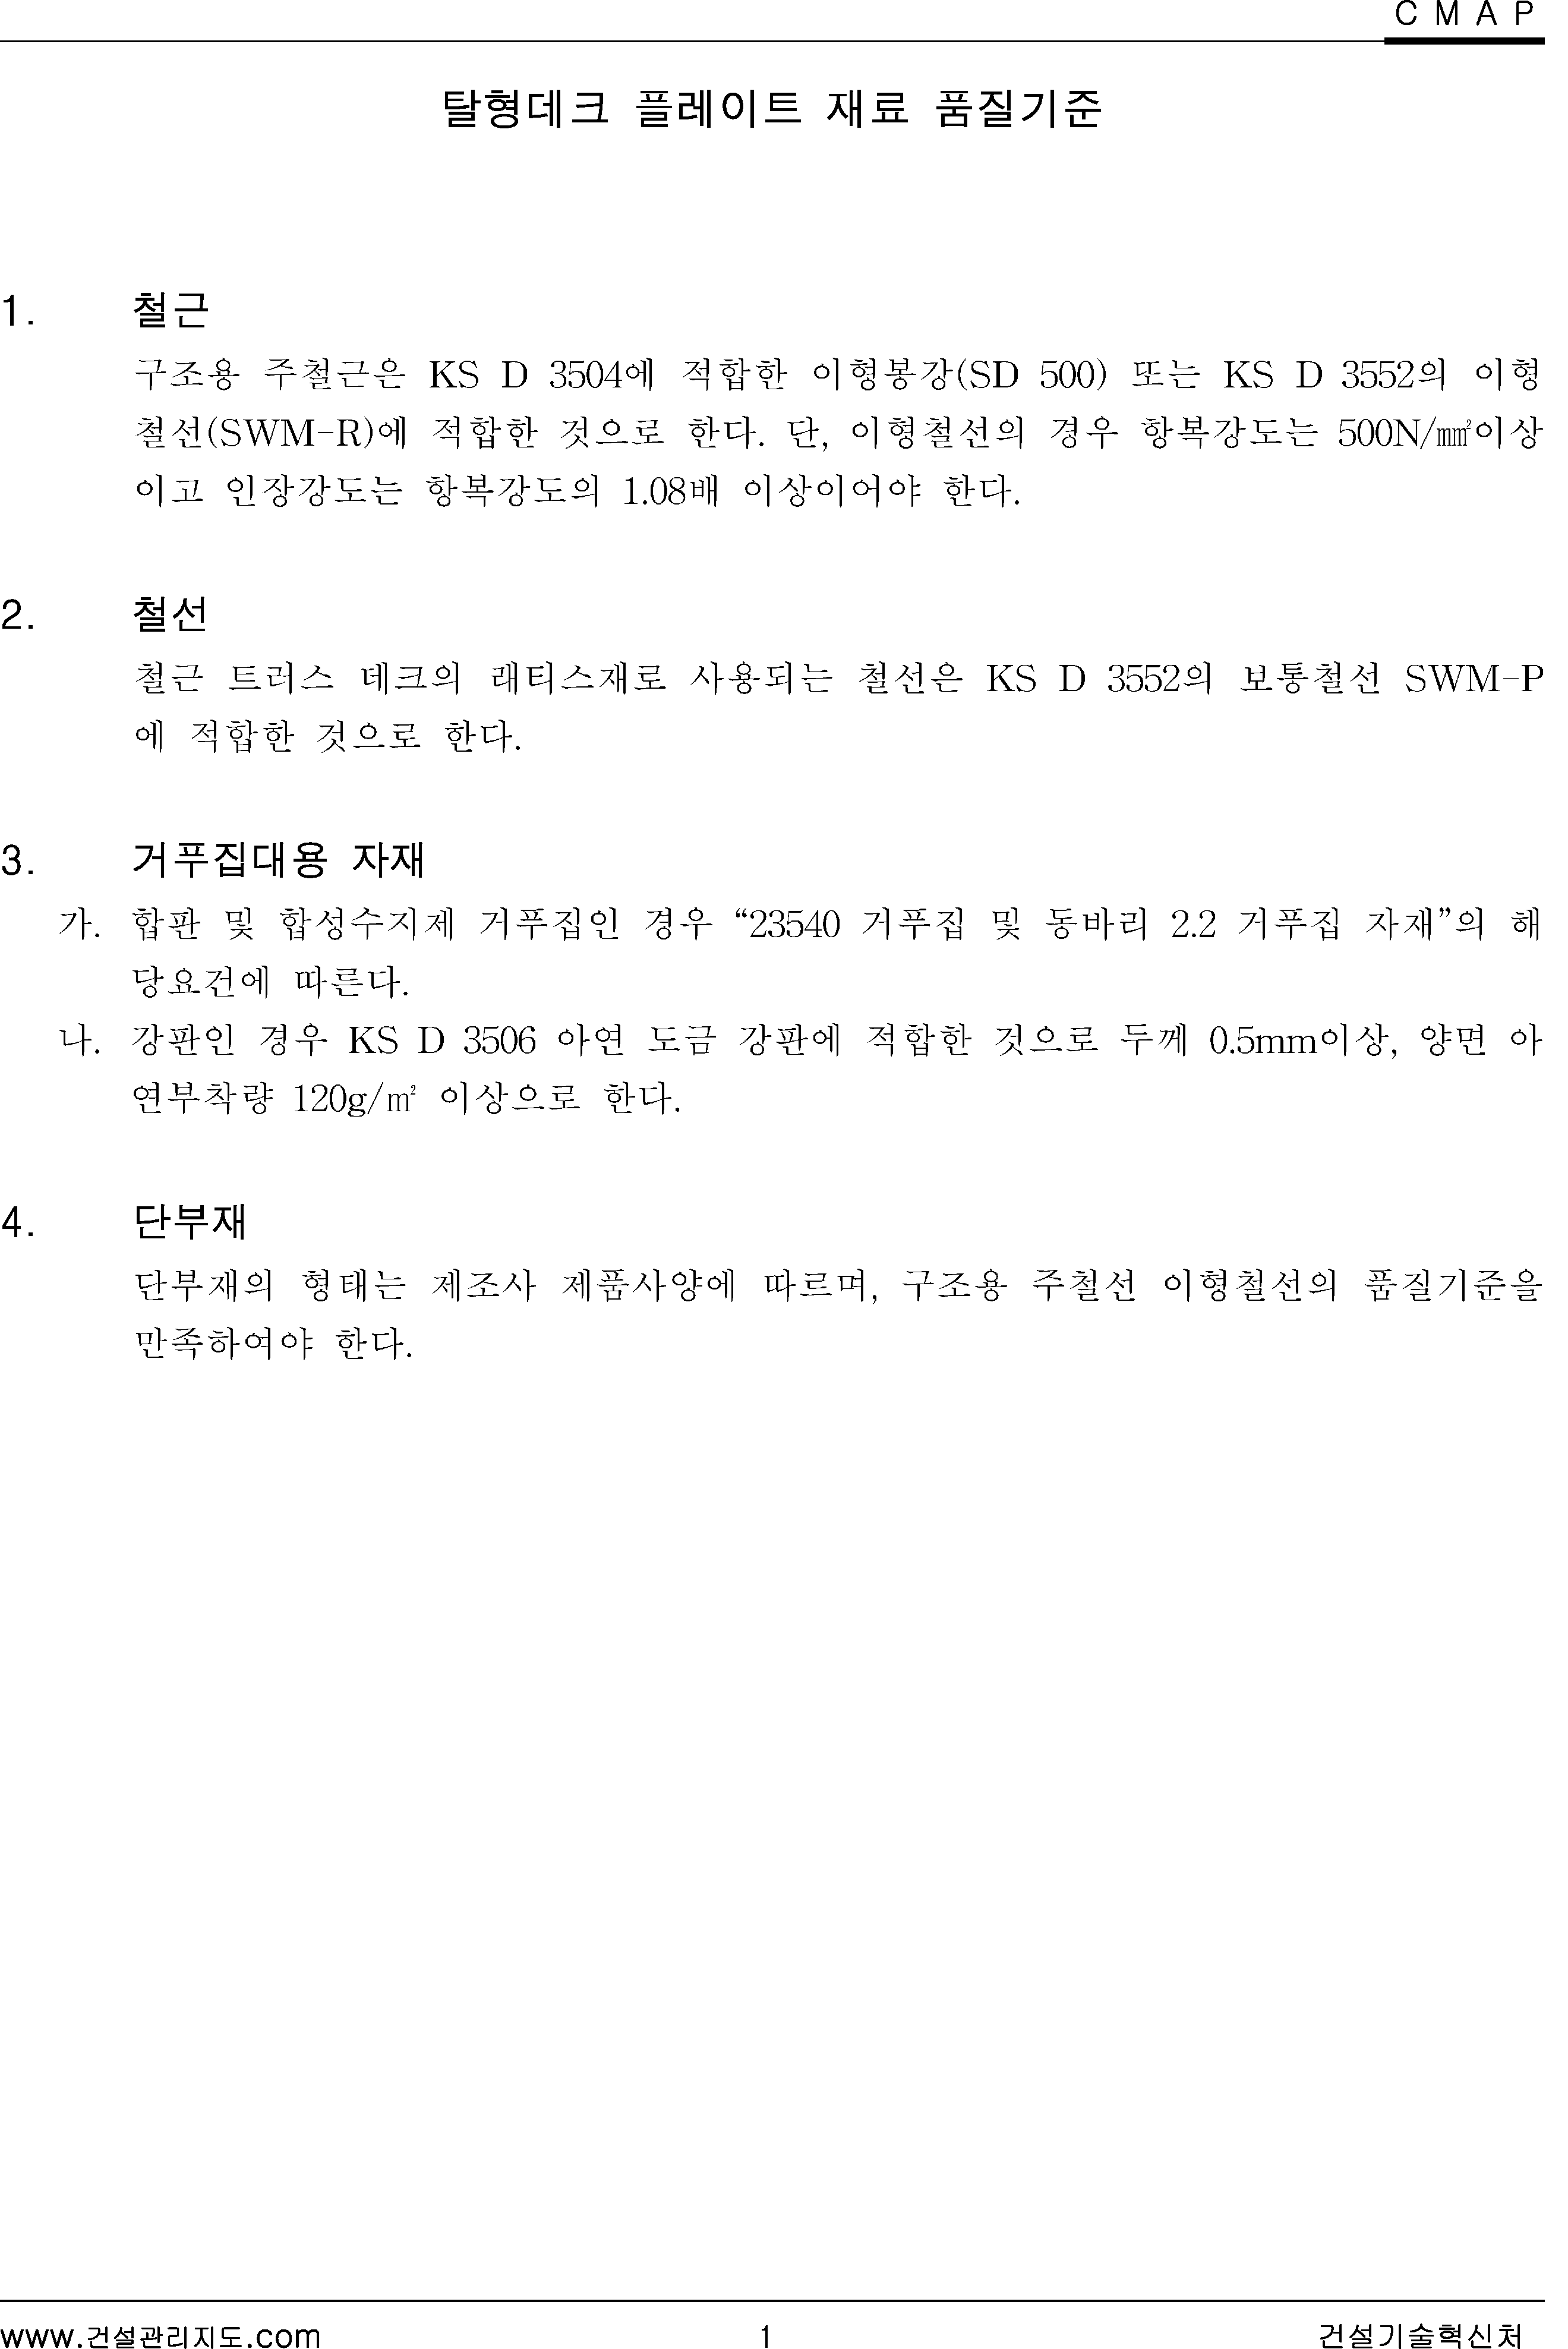 C M A P
탈형데크 플레이트 재료 품질기준
1. 철근
구조용 주철근은 KS D 3504에 적합한 이형봉강(SD 500) 또는 KS D 3552의 이형
철선(SWM-R)에 적합한 것으로 한다. 단, 이형철선의 경우 항복강도는 500N/㎟이상
이고 인장강도는 항복강도의 1.08배 이상이어야 한다.
2. 철선
철근 트러스 데크의 래티스재로 사용되는 철선은 KS D 3552의 보통철선 SWM-P
에 적합한 것으로 한다.
3. 거푸집대용 자재
가. 합판 및 합성수지제 거푸집인 경우 “23540 거푸집 및 동바리 2.2 거푸집 자재”의 해
당요건에 따른다.
나. 강판인 경우 KS D 3506 아연 도금 강판에 적합한 것으로 두께 0.5mm이상, 양면 아
연부착량 120g/㎡ 이상으로 한다.
4. 단부재
단부재의 형태는 제조사 제품사양에 따르며, 구조용 주철선 이형철선의 품질기준을
만족하여야 한다.
www.건설관리지도.com 1 건설기술혁신처